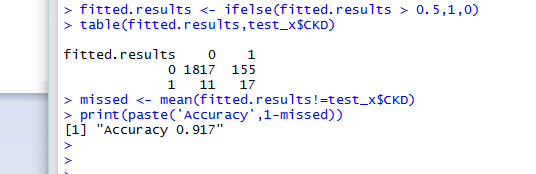 > fitted.results <- ifelse(fitted.results > 0.5,1,0)
> table(fitted.results,test_x$CKD)
fitted.results    0    1
             0 1817  155
             1   11   17
> missed <- mean(fitted.results!=test_x$CKD)
> print(paste('Accuracy',1-missed))
[1] "Accuracy 0.917"
>
>
>